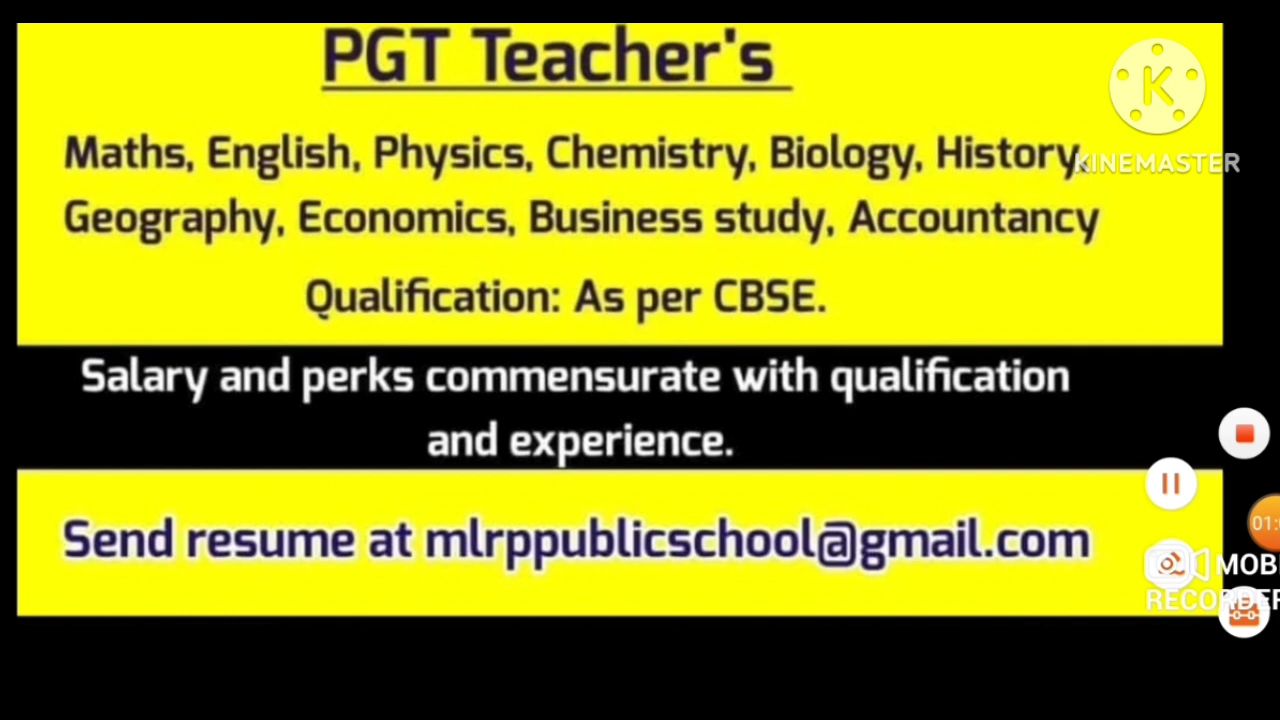 PGT Teacher's
Maths, English, Physics, Chemistry, Biology, History,
Geography, Economics, Business study, Accountancy
Qualification: As per CBSE.
Salary and perks commensurate with qualification
and experience.
Send resume at mlrppublicschool@gmail.com
K
KINEMASTER
RECORDER